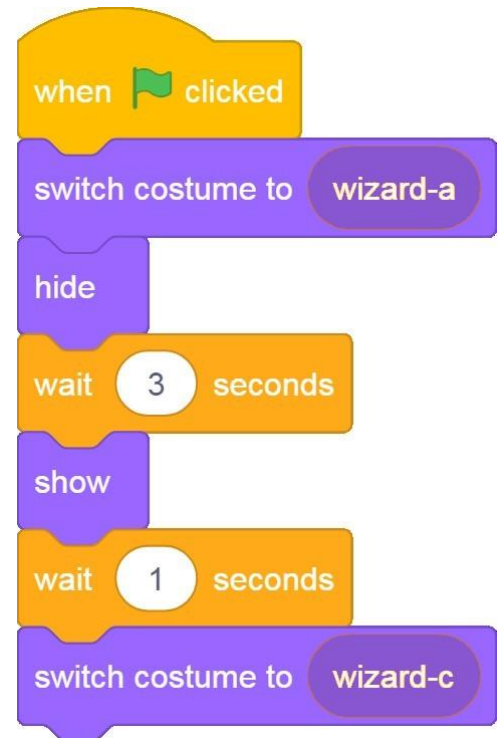 when clicked
switch costume to wizard-a
hide
wait 3 seconds
show
wait 1 seconds
switch costume to wizard-c